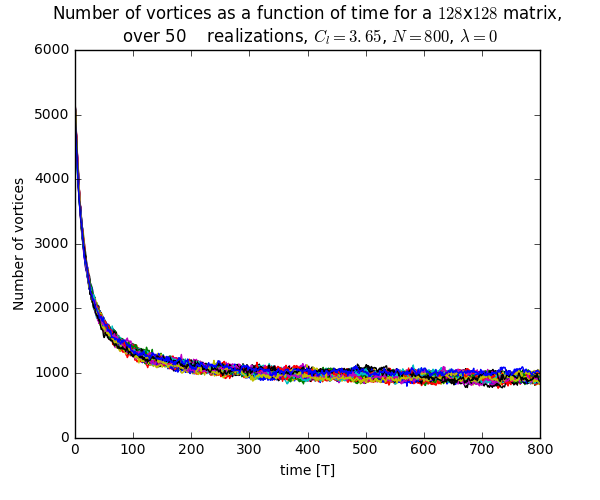 Number of vortices as a function of time for a 128x128 matrix,
over 50 realizations, C_l = 3.65, N = 800, λ = 0
6000
5000
4000
3000
2000
1000
0
Number of vortices
0 100 200 300 400 500 600 700 800
time [T]